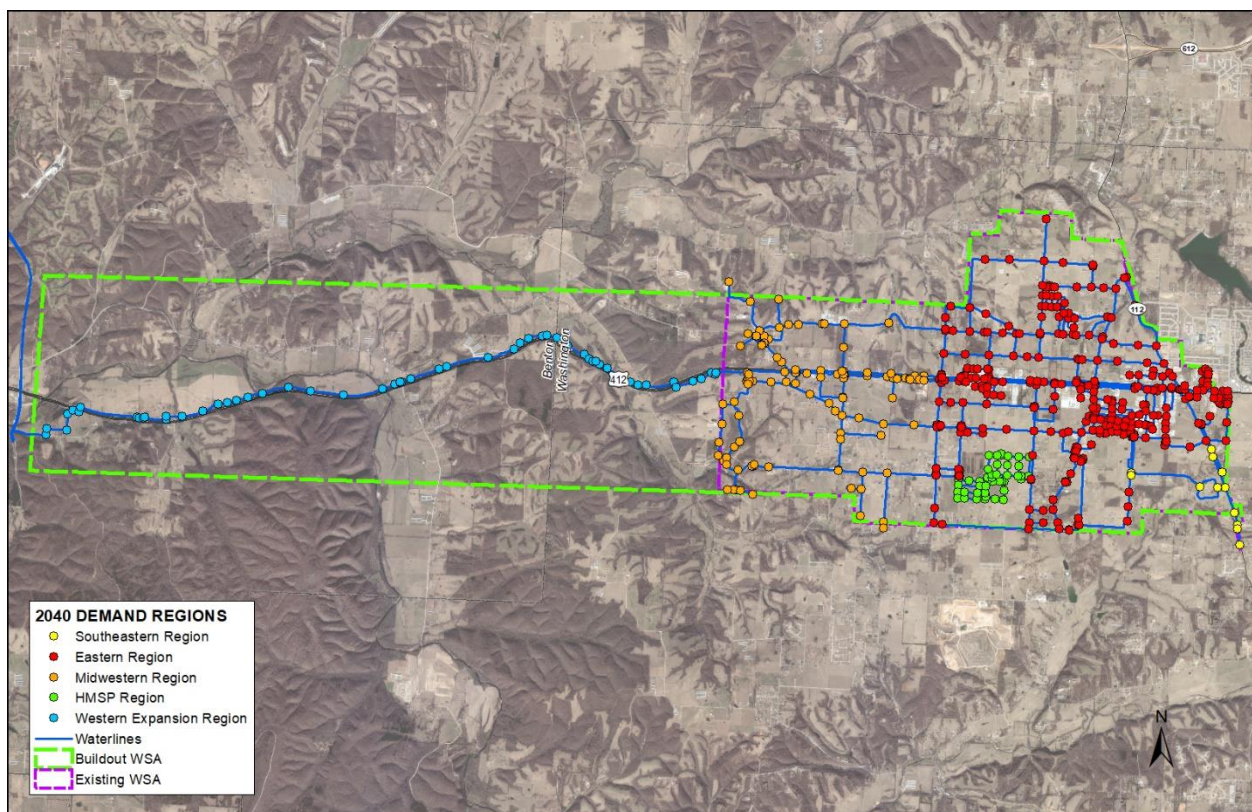 612
112
Benton
Washington
412
2040 DEMAND REGIONS
Southeastern Region
Eastern Region
Midwestern Region
HMSP Region
Western Expansion Region
Waterlines
Buildout WSA
Existing WSA
N